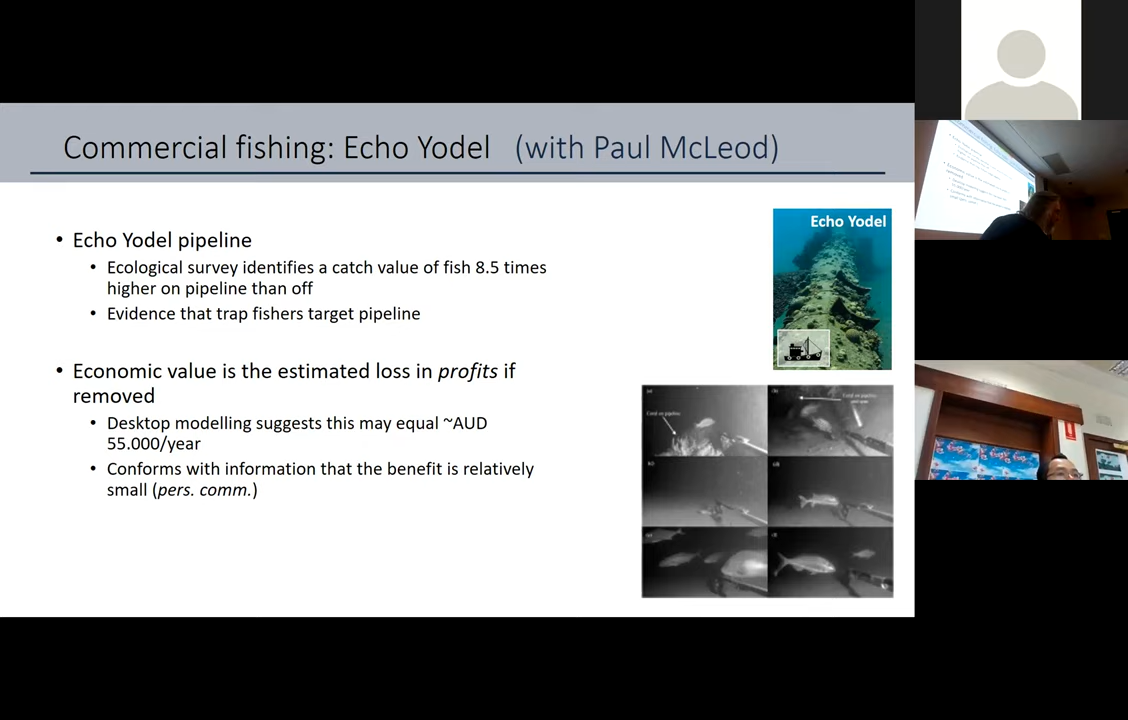 Commercial fishing: Echo Yodel (with Paul McLeod)
• Echo Yodel pipeline
• Ecological survey identifies a catch value of fish 8.5 times
higher on pipeline than off
• Evidence that trap fishers target pipeline
• Economic value is the estimated loss in profits if
removed
• Desktop modelling suggests this may equal ~AUD
55.000/year
• Conforms with information that the benefit is relatively
small (pers. comm.)
Echo Yodel